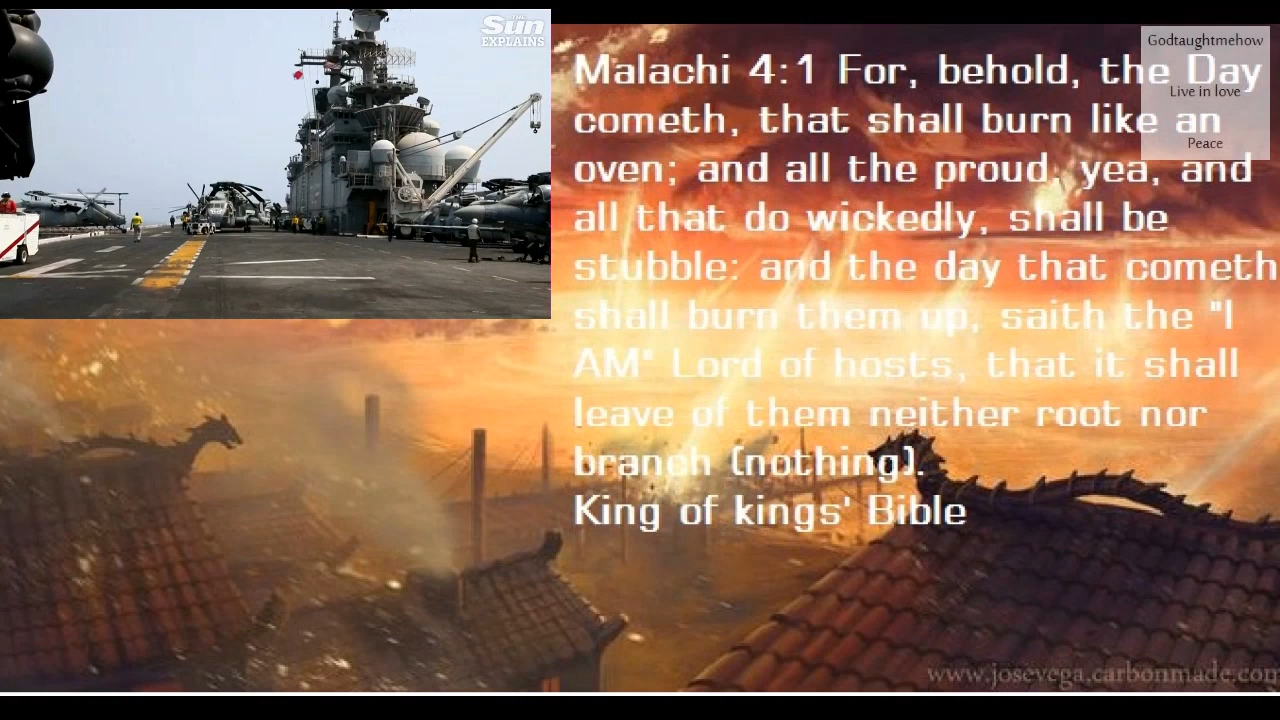 THE
Sun
EXPLAINS
Malachi 4:1 For, behold, the Day
cometh, that shall burn like an
oven; and all the proud, yea, and
all that do wickedly, shall be
stubble: and the day that cometh
shall burn them up, saith the "I
AM" Lord of hosts, that it shall
leave of them neither root nor
branch (nothing).
King of kings' Bible
Godtaughtmehow
Live in love
Peace
www.josevega.carbonmade.com